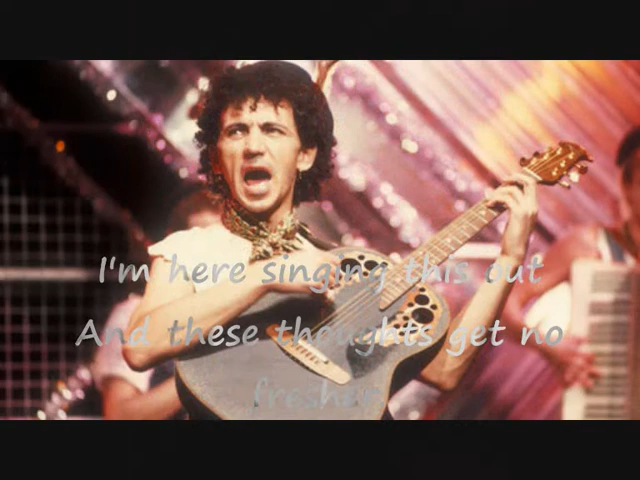 I'm here singing this out
And these thoughts get no
fresher